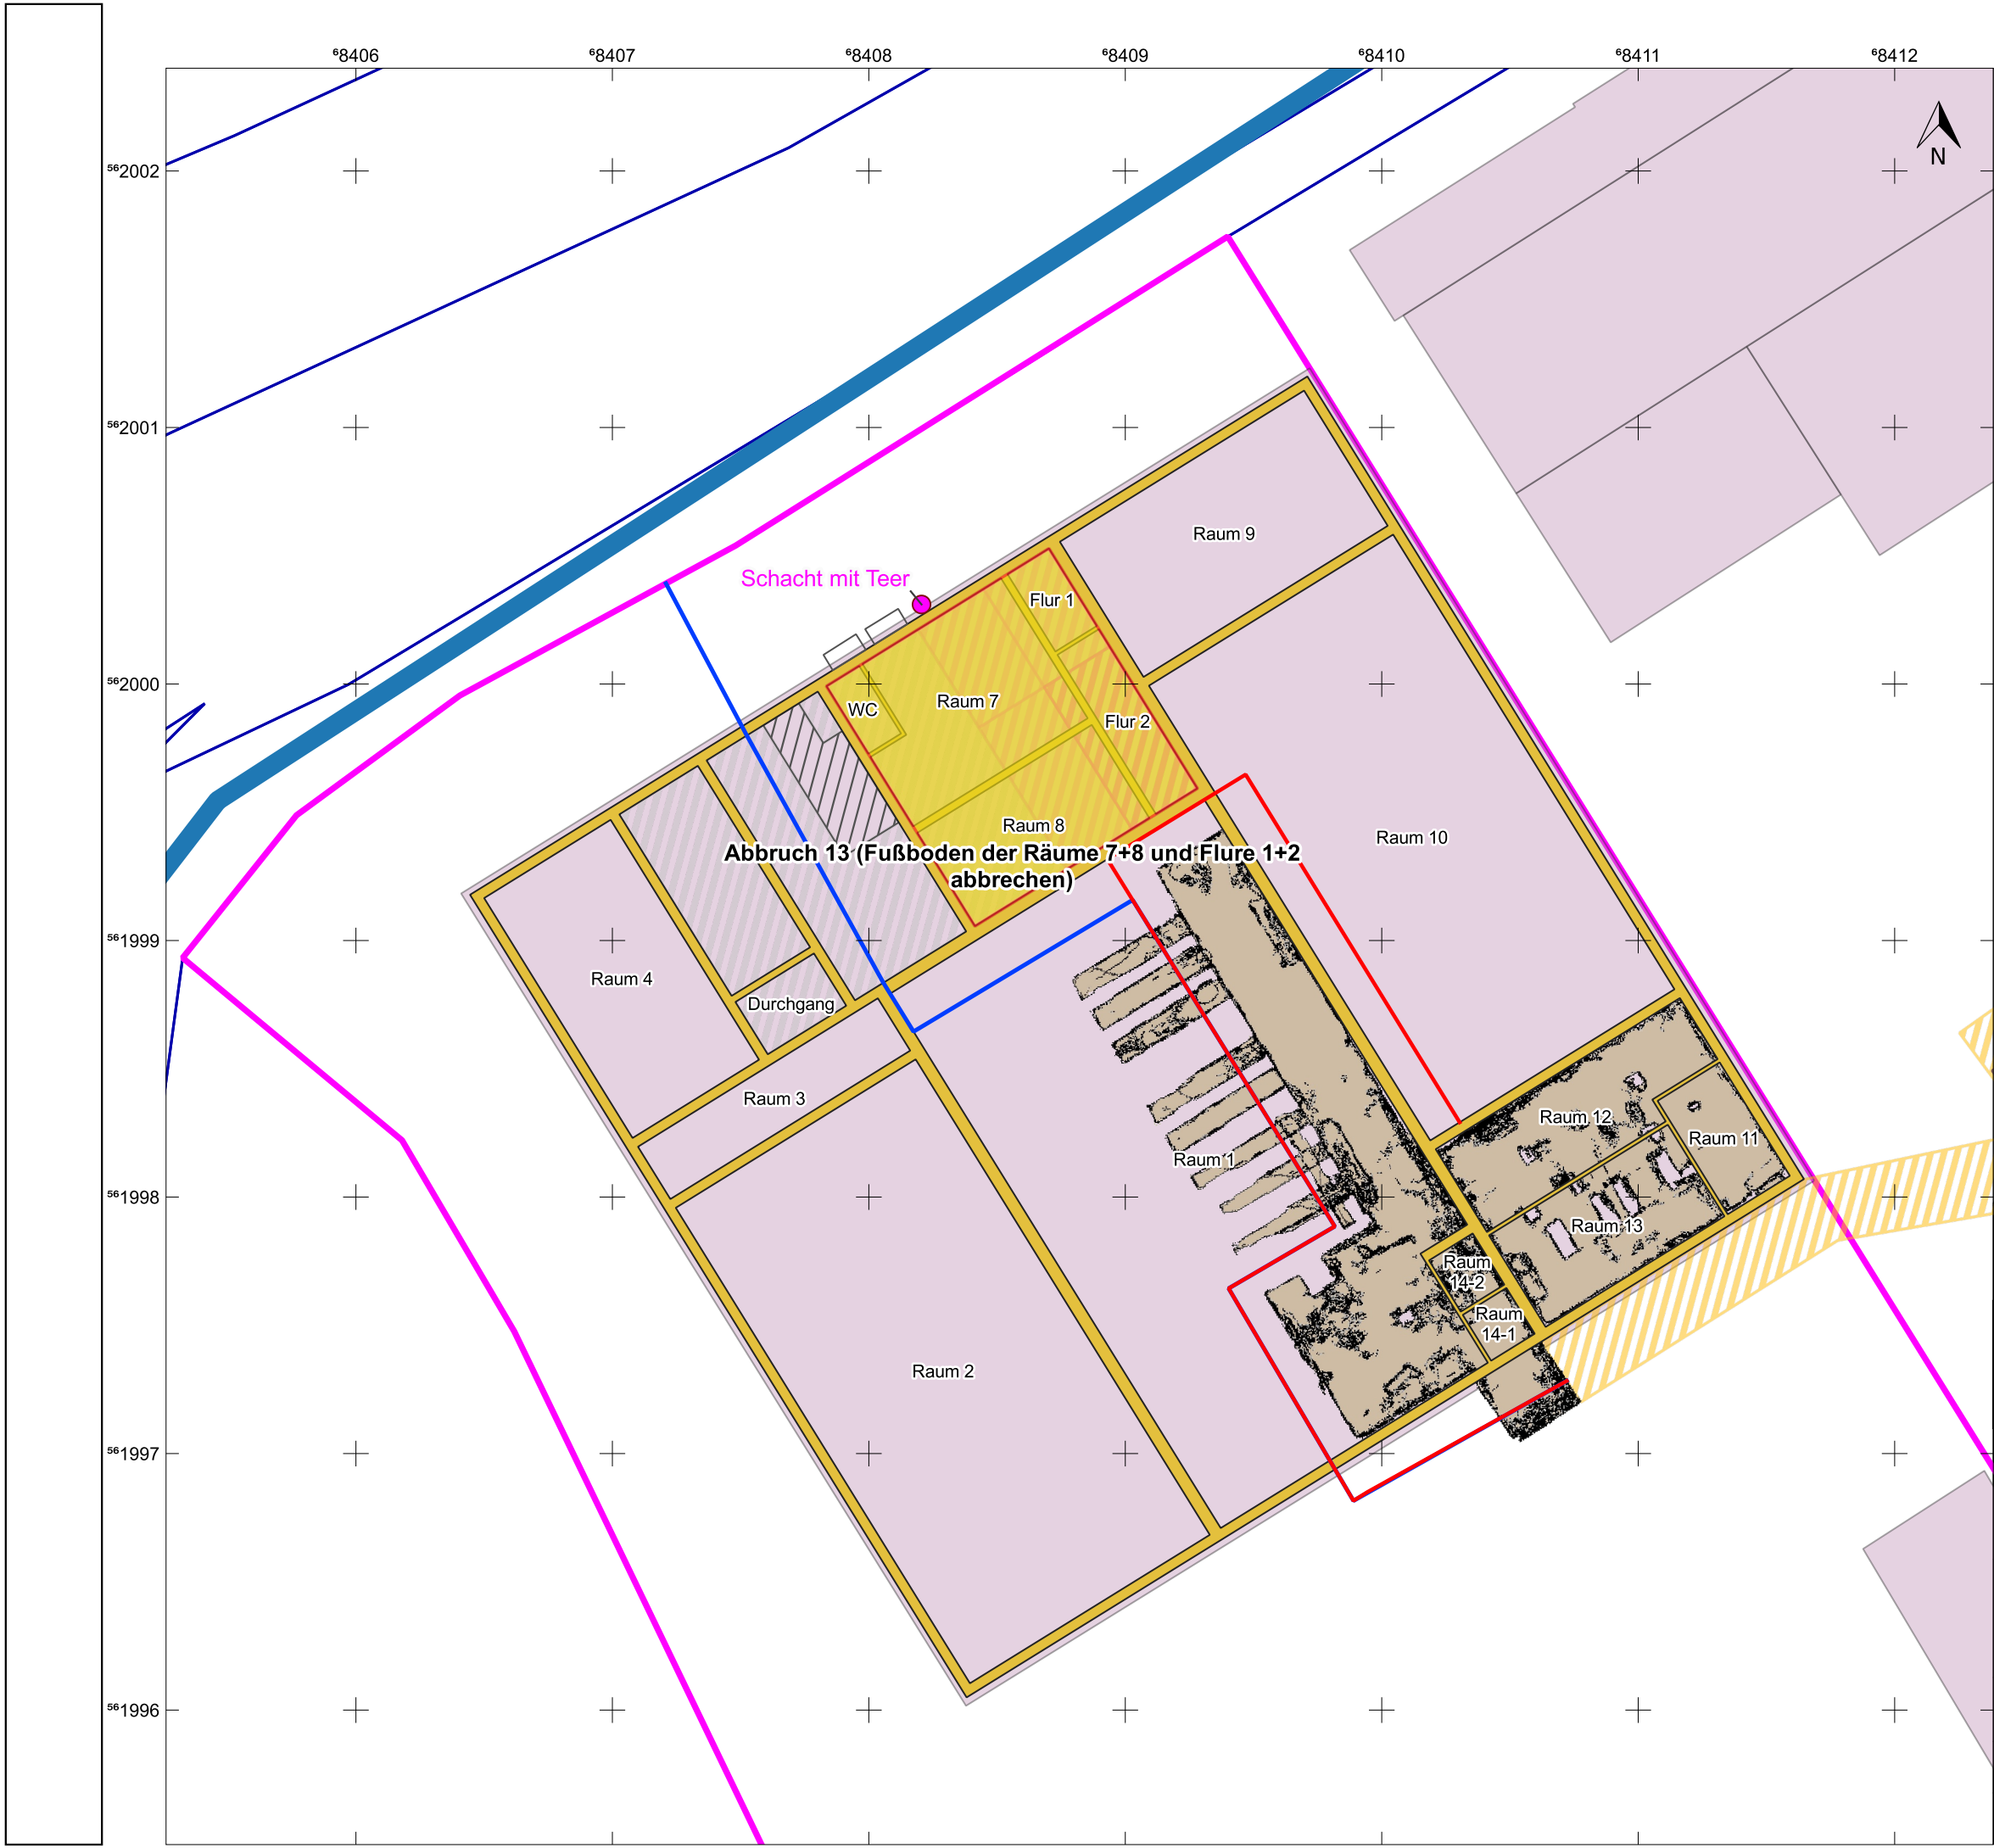 ⁶8406 ⁶8407 ⁶8408 ⁶8409 ⁶8410 ⁶8411 ⁶8412
⁵⁶2002
N
⁵⁶2001
Raum 9
Schacht mit Teer
Flur 1
⁵⁶2000
WC
Raum 7
Flur 2
Raum 8
Raum 10
Abbruch 13 (Fußboden der Räume 7+8 und Flure 1+2
abbrechen)
⁵⁶1999
Raum 4
Durchgang
Raum 3
Raum 12
Raum 11
Raum 1
⁵⁶1998
Raum 13
Raum
14-2
Raum
14-1
Raum 2
⁵⁶1997
⁵⁶1996